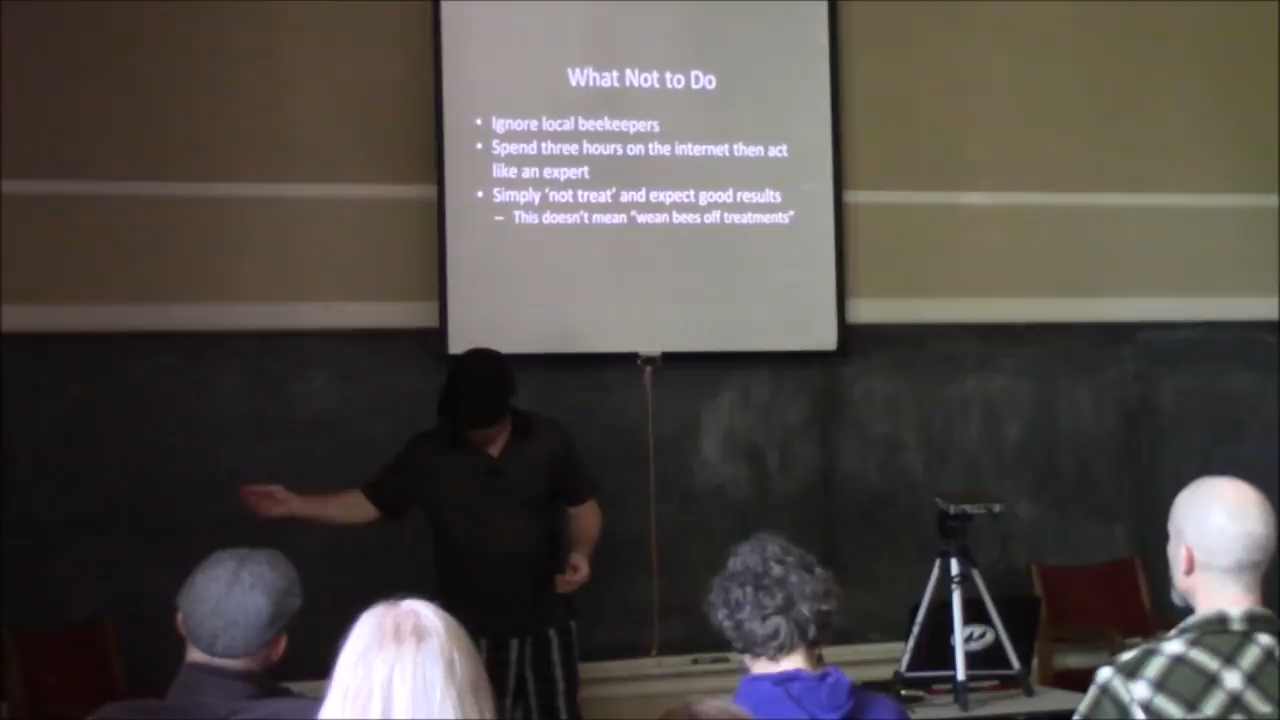 What Not to Do
• Ignore local beekeepers
• Spend three hours on the internet then act
like an expert
• Simply ‘not treat’ and expect good results
– This doesn’t mean “wean bees off treatments”